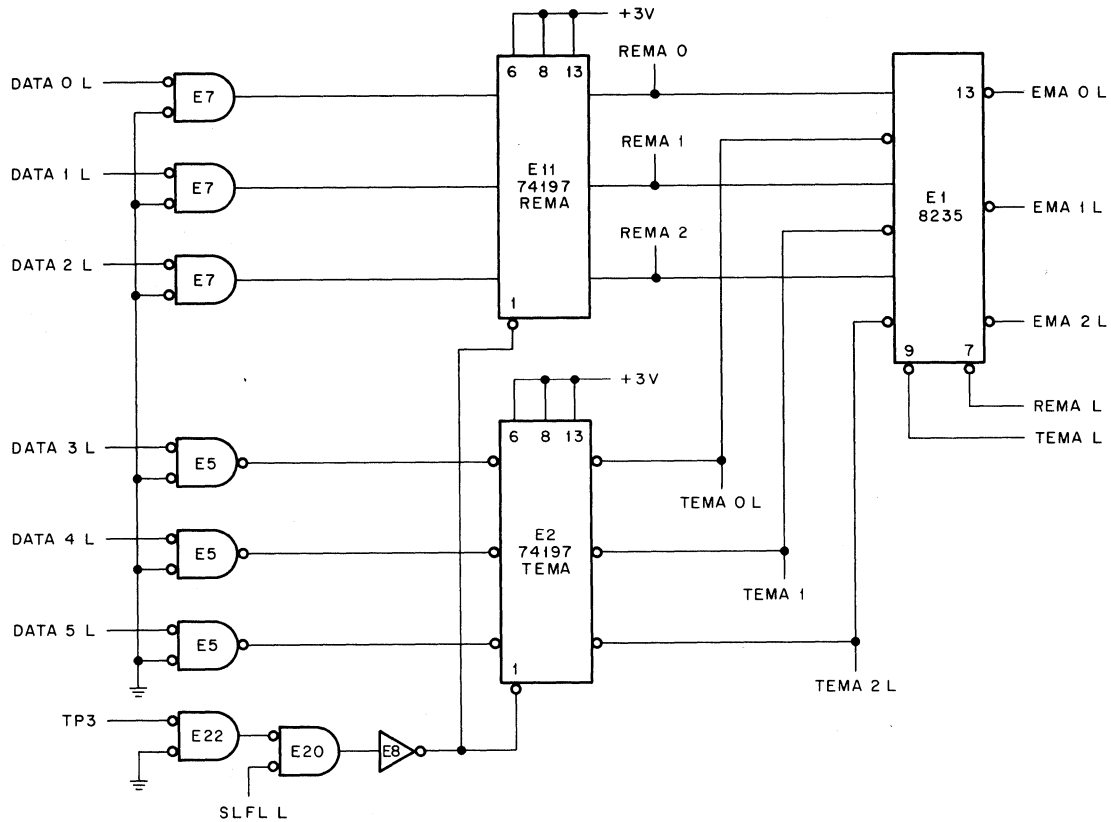 +3V
REMA 0
6 8 13
DATA 0 L
E7
13
EMA 0 L
REMA 1
DATA 1 L
E7
E11
74197
REMA
E1
8235
EMA 1 L
REMA 2
DATA 2 L
E7
1
EMA 2 L
9 7
+3V
REMA L
6 8 13
TEMA L
DATA 3 L
E5
TEMA 0 L
E2
74197
TEMA
DATA 4 L
E5
TEMA 1
DATA 5 L
E5
1
TEMA 2 L
TP3
E22
E20
E8
SLFL L